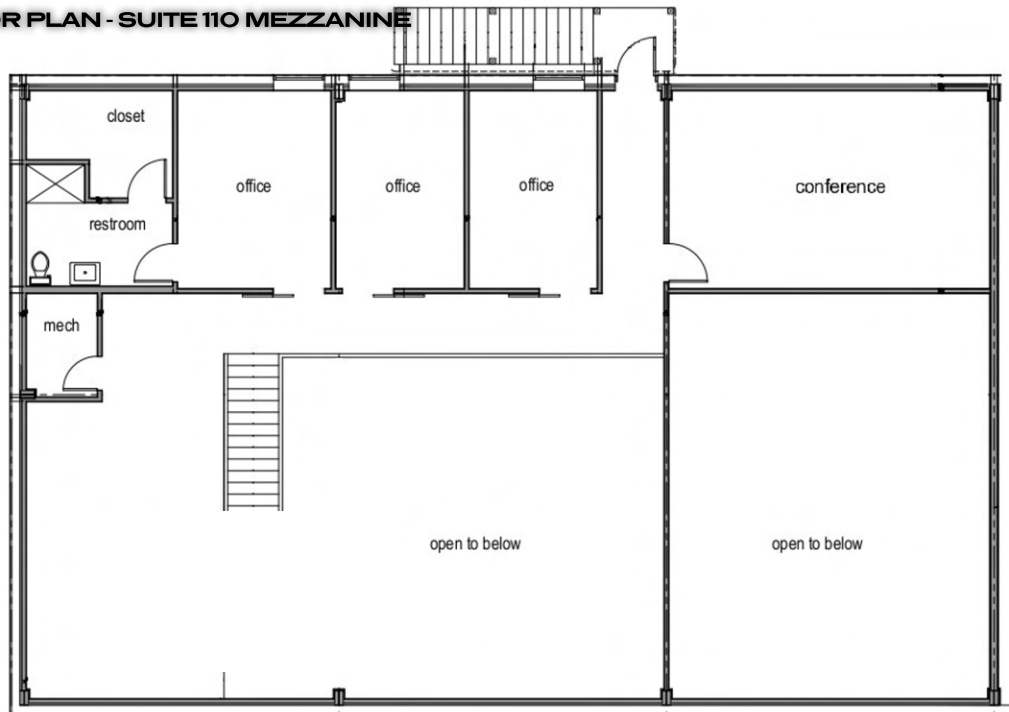 R PLAN - SUITE 110 MEZZANINE
closet
office
office
office
conference
restroom
mech
open to below
open to below